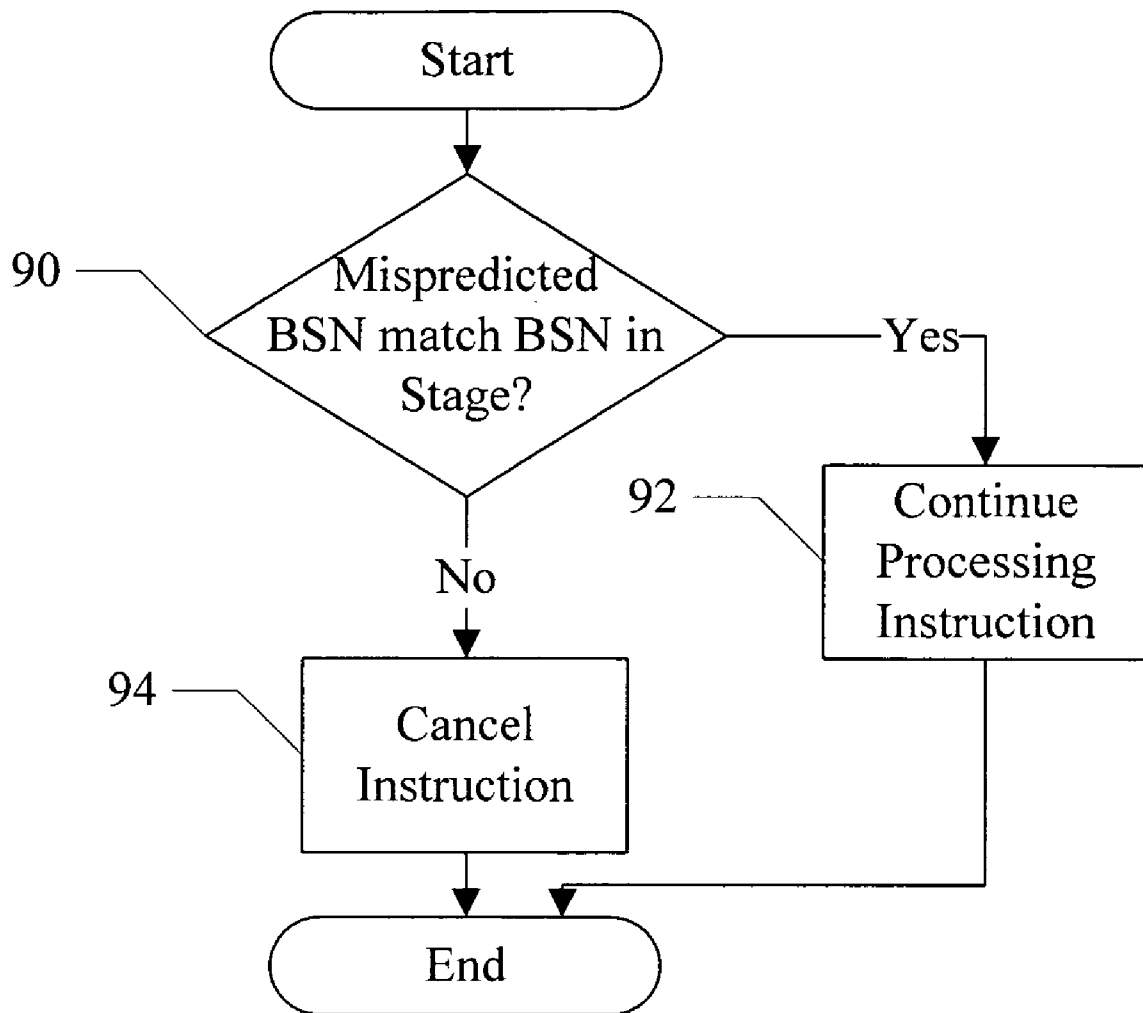 Start
90
Mispredicted
BSN match BSN in
Stage?
Yes
92
Continue
Processing
Instruction
No
94
Cancel
Instruction
End